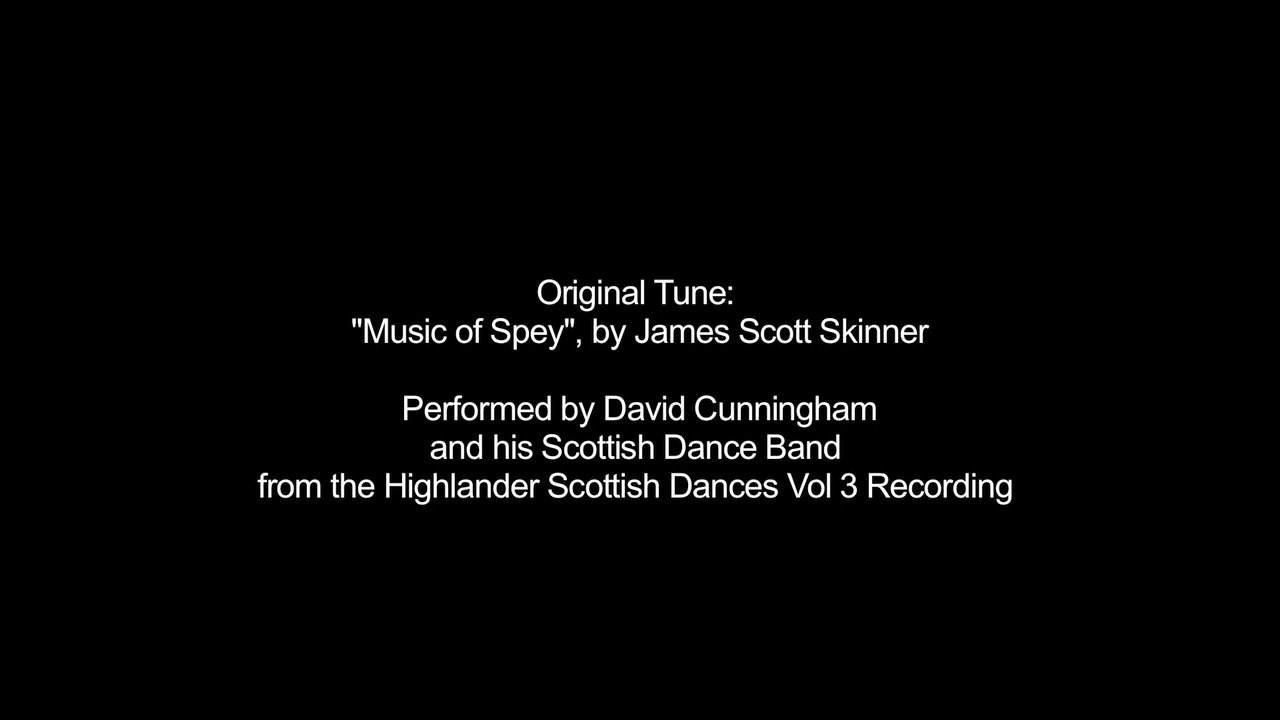 Original Tune:
"Music of Spey", by James Scott Skinner
Performed by David Cunningham
and his Scottish Dance Band
from the Highlander Scottish Dances Vol 3 Recording